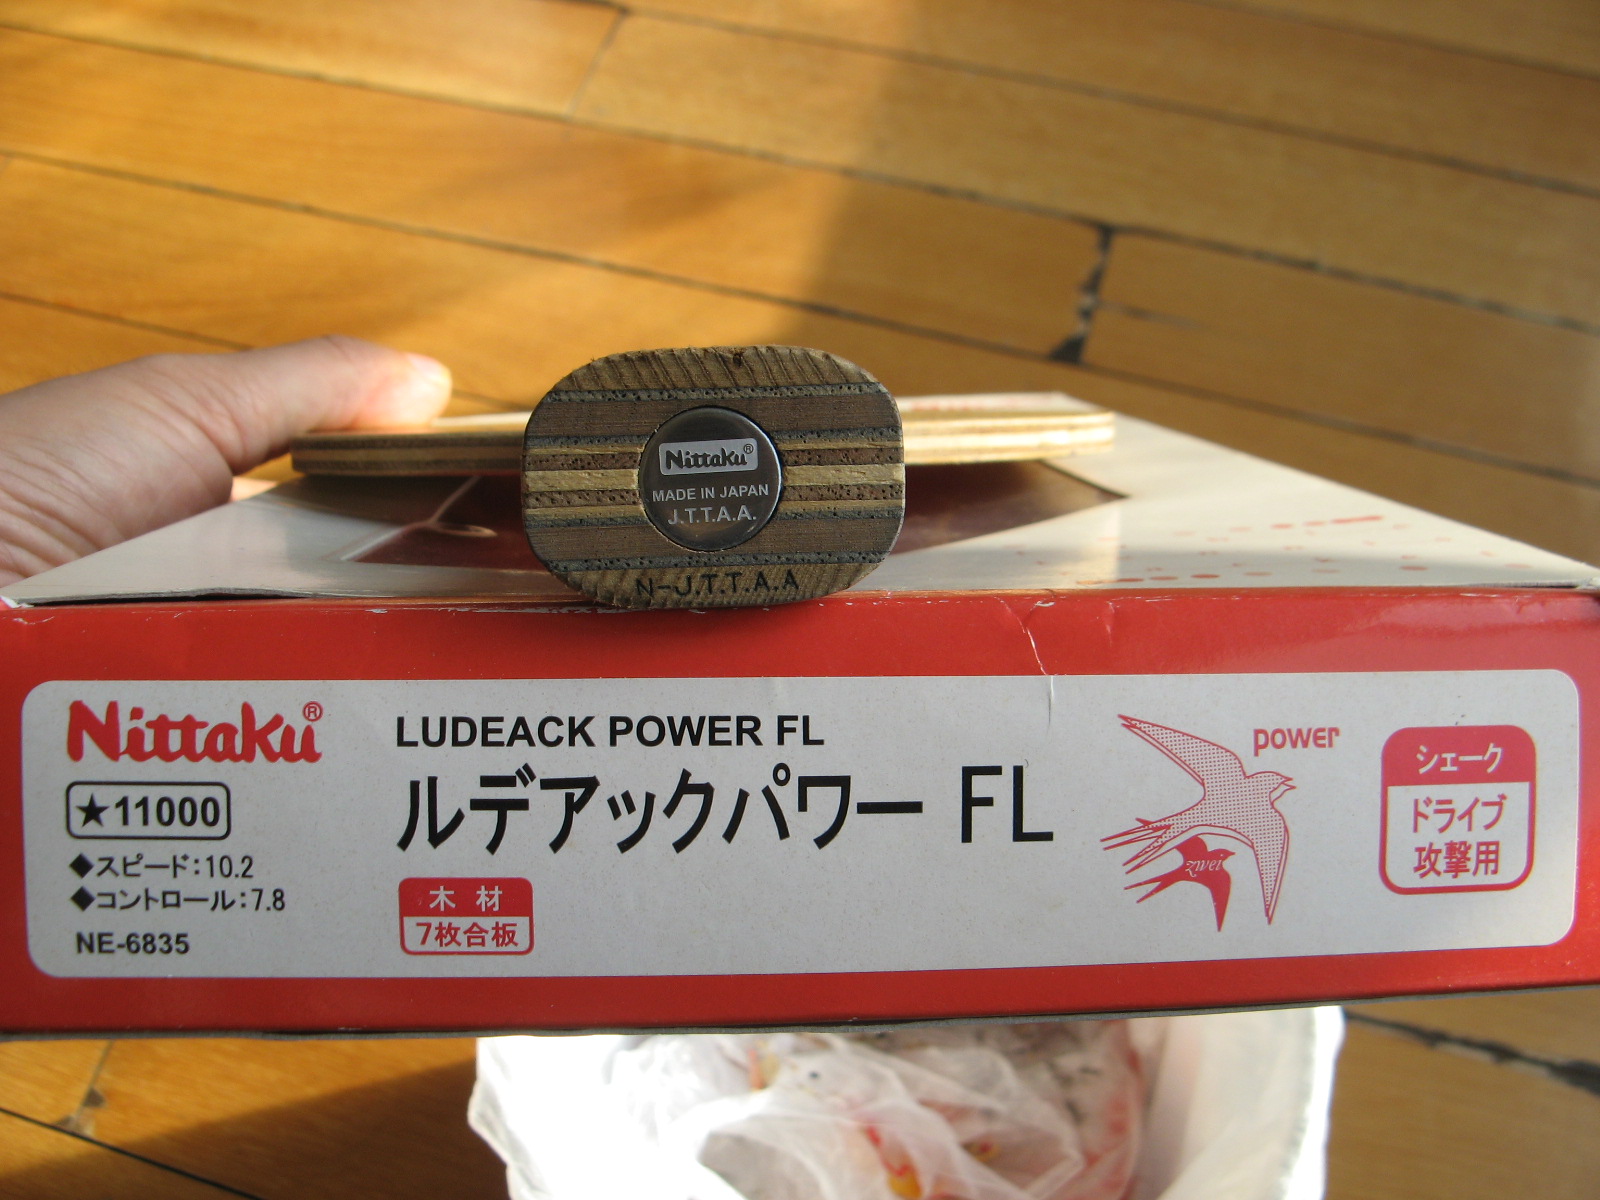 Nittaku®
MADE IN JAPAN
J.T.T.A.A.
N-J.T.T.A.A
Nittaku®
★11000
◆スピード:10.2
◆コントロール:7.8
NE-6835
LUDEACK POWER FL
ルデアックパワー FL
木材
7枚合板
power
zwei
シェーク
ドライブ
攻撃用